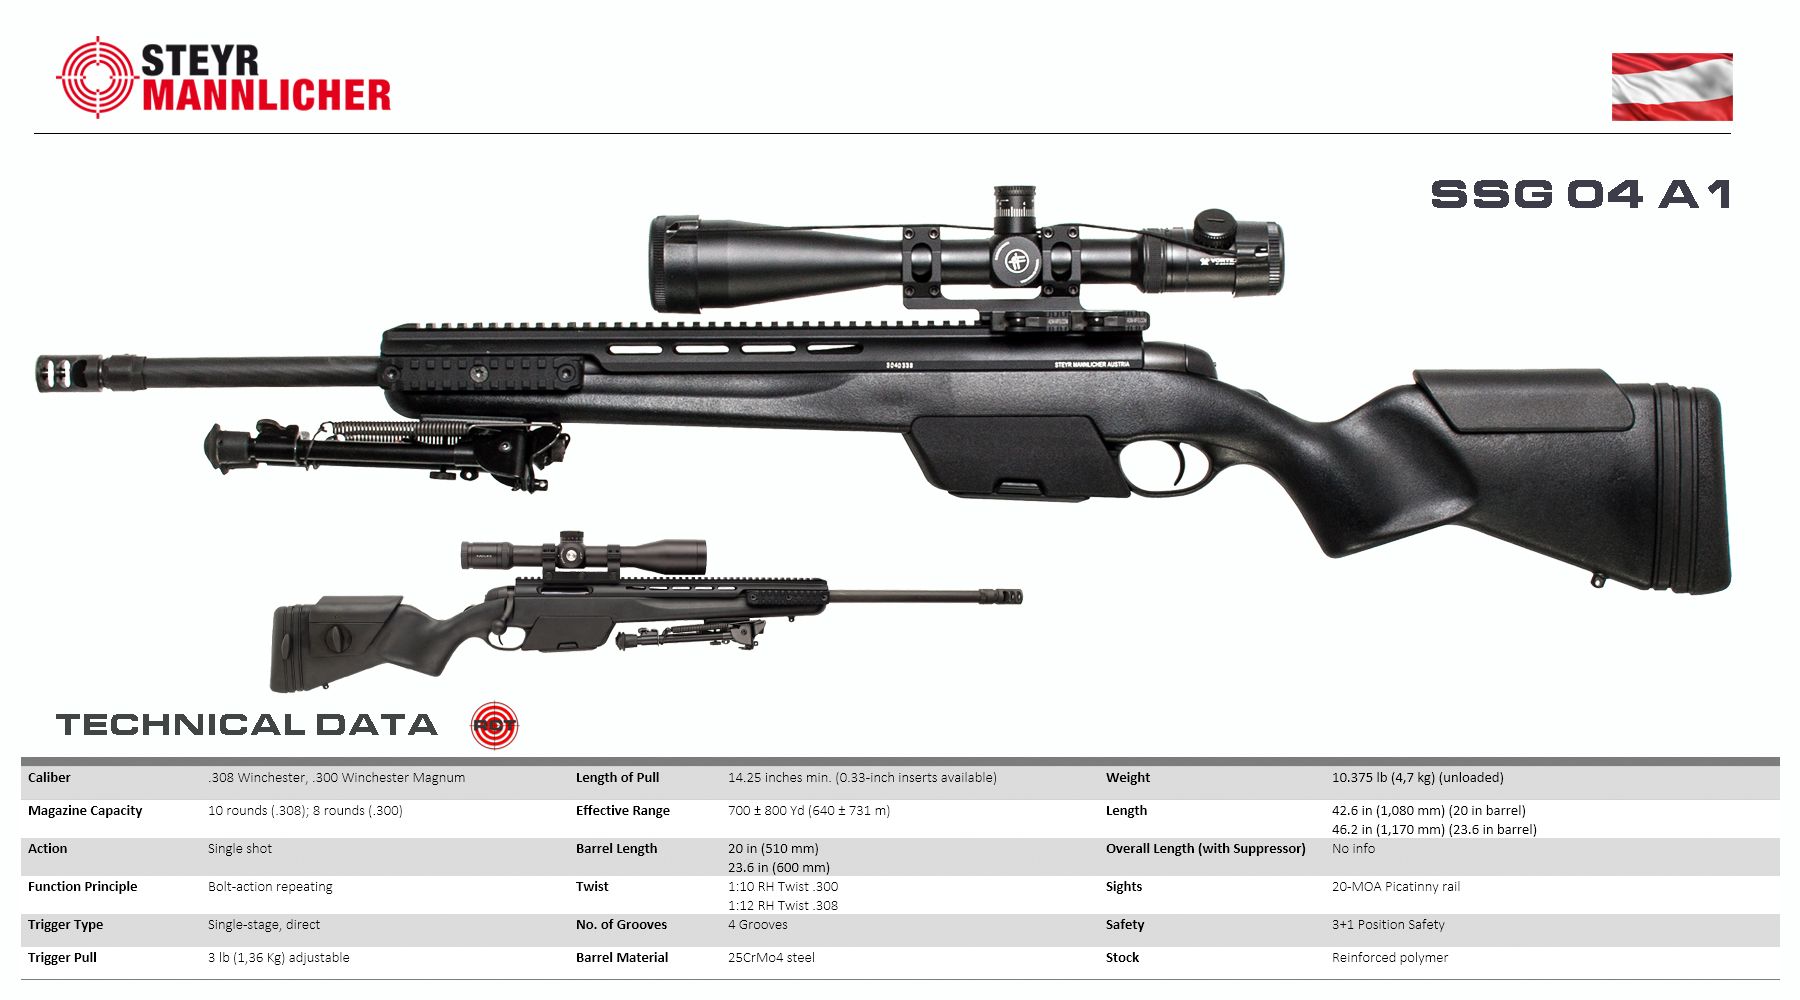 STEYR
MANNLICHER
SSG 04 A1
VORTEX
3040338
STEYR MANNLICHER AUSTRIA
TECHNICAL DATA
RDT
Caliber .308 Winchester, .300 Winchester Magnum Length of Pull 14.25 inches min. (0.33-inch inserts available) Weight 10.375 lb (4,7 kg) (unloaded)
Magazine Capacity 10 rounds (.308); 8 rounds (.300) Effective Range 700 ± 800 Yd (640 ± 731 m) Length 42.6 in (1,080 mm) (20 in barrel)
46.2 in (1,170 mm) (23.6 in barrel)
Action Single shot Barrel Length 20 in (510 mm) Overall Length (with Suppressor) No info
23.6 in (600 mm)
Function Principle Bolt-action repeating Twist 1:10 RH Twist .300 Sights 20-MOA Picatinny rail
1:12 RH Twist .308
Trigger Type Single-stage, direct No. of Grooves 4 Grooves Safety 3+1 Position Safety
Trigger Pull 3 lb (1,36 Kg) adjustable Barrel Material 25CrMo4 steel Stock Reinforced polymer